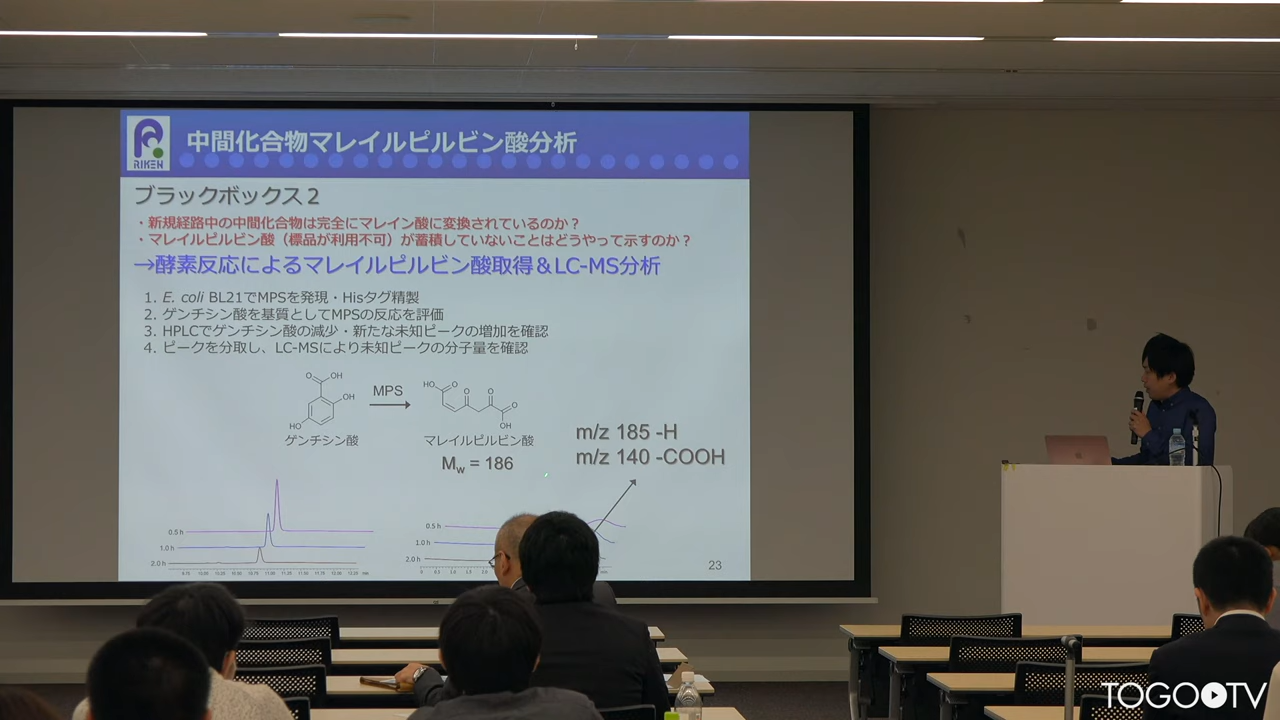 RIKEN
中間化合物マレイルピルビン酸分析
ブラックボックス2
・新規経路中の中間化合物は完全にマレイン酸に変換されているのか？
・マレイルピルビン酸（標品が利用不可）が蓄積していないことはどうやって示すのか？
→酵素反応によるマレイルピルビン酸取得＆LC-MS分析
1. E. coli BL21でMPSを発現・Hisタグ精製
2. ゲンチシン酸を基質としてMPSの反応を評価
3. HPLCでゲンチシン酸の減少・新たな未知ピークの増加を確認
4. ピークを分取し、LC-MSにより未知ピークの分子量を確認
O OH
OH
HO
MPS
HO O O O O
OH
ゲンチシン酸
マレイルピルビン酸
Mw = 186
m/z 185 -H
m/z 140 -COOH
0.5 h
1.0 h
2.0 h
0.5 h
1.0 h
2.0 h
23
TOGOTV